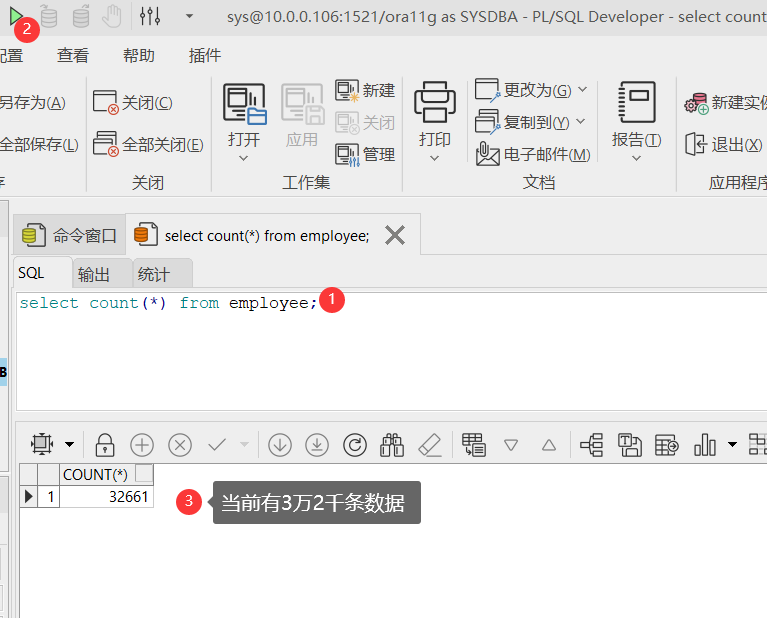 sys@10.0.0.106:1521/ora11g as SYSDBA - PL/SQL Developer - select count
2
配置 查看 帮助 插件
另存为(A) 关闭(C) 打开 应用 新建 打印 更改为(G) 报告(T) 新建实例
关闭 复制到(Y)
全部保存(L) 全部关闭(E) 管理 电子邮件(M) 退出(X)
存 关闭 工作集 文档 应用程序
命令窗口 select count(*) from employee;
SQL 输出 统计
select count(*) from employee; 1
B
COUNT(*)
1 32661
3 当前有3万2千条数据